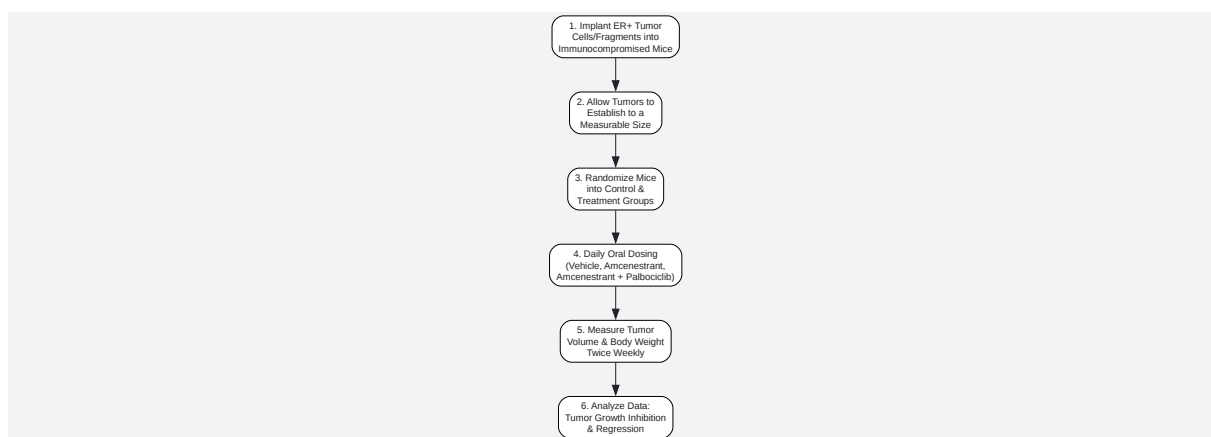 1. Implant ER+ Tumor
Cells/Fragments into
Immunocompromised Mice
2. Allow Tumors to
Establish to a
Measurable Size
3. Randomize Mice
into Control &
Treatment Groups
4. Daily Oral Dosing
(Vehicle, Amcenestrant,
Amcenestrant + Palbociclib)
5. Measure Tumor
Volume & Body Weight
Twice Weekly
6. Analyze Data:
Tumor Growth Inhibition
& Regression